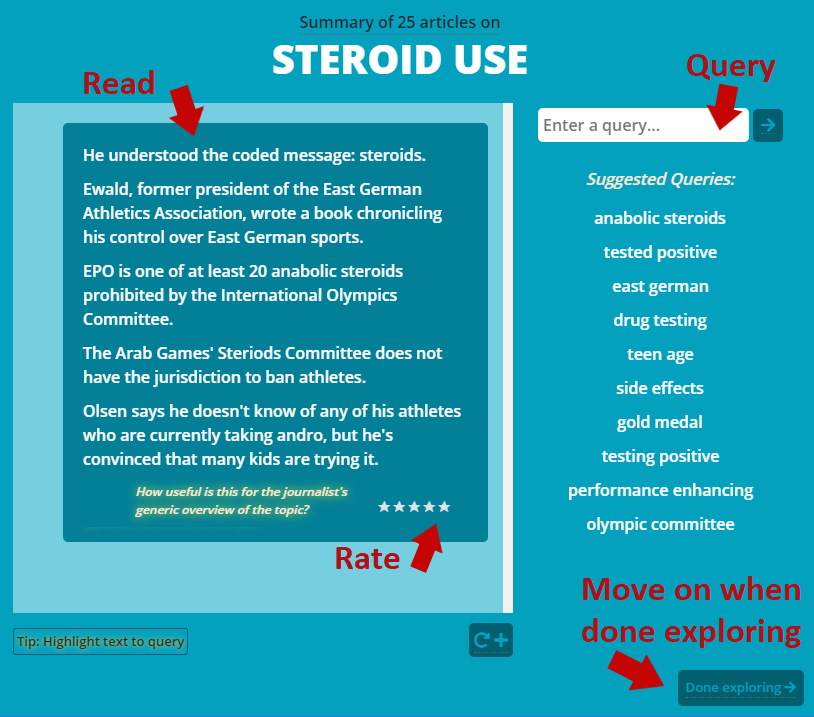 Summary of 25 articles on
STEROID USE
Read
Query
He understood the coded message: steroids.
Ewald, former president of the East German
Athletics Association, wrote a book chronicling
his control over East German sports.
EPO is one of at least 20 anabolic steroids
prohibited by the International Olympics
Committee.
The Arab Games' Steriods Committee does not
have the jurisdiction to ban athletes.
Olsen says he doesn't know of any of his athletes
who are currently taking andro, but he's
convinced that many kids are trying it.
How useful is this for the journalist's
generic overview of the topic?
Rate
Tip: Highlight text to query
Enter a query...
Suggested Queries:
anabolic steroids
tested positive
east german
drug testing
teen age
side effects
gold medal
testing positive
performance enhancing
olympic committee
Move on when
done exploring
Done exploring